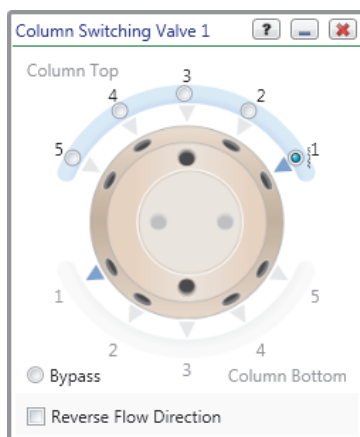 Column Switching Valve 1 ?
Column Top
3
4 2
5 1
1 5
2 4
3
Bypass Column Bottom
Reverse Flow Direction